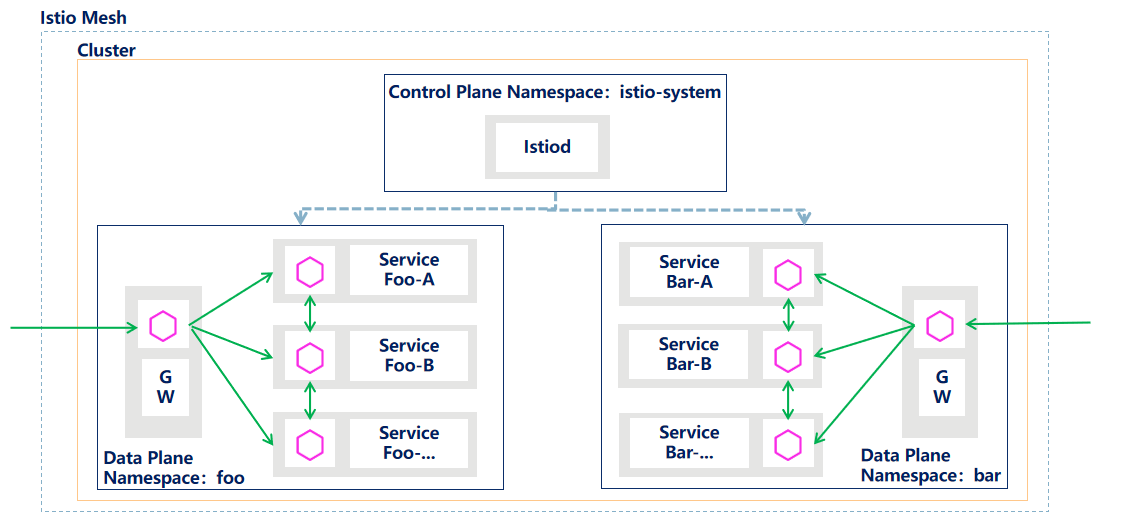 Istio Mesh
Cluster
Control Plane Namespace：istio-system
Istiod
Service
Foo-A
Service
Foo-B
Service
Foo-...
G
W
Data Plane
Namespace：foo
Service
Bar-A
Service
Bar-B
Service
Bar-...
G
W
Data Plane
Namespace：bar